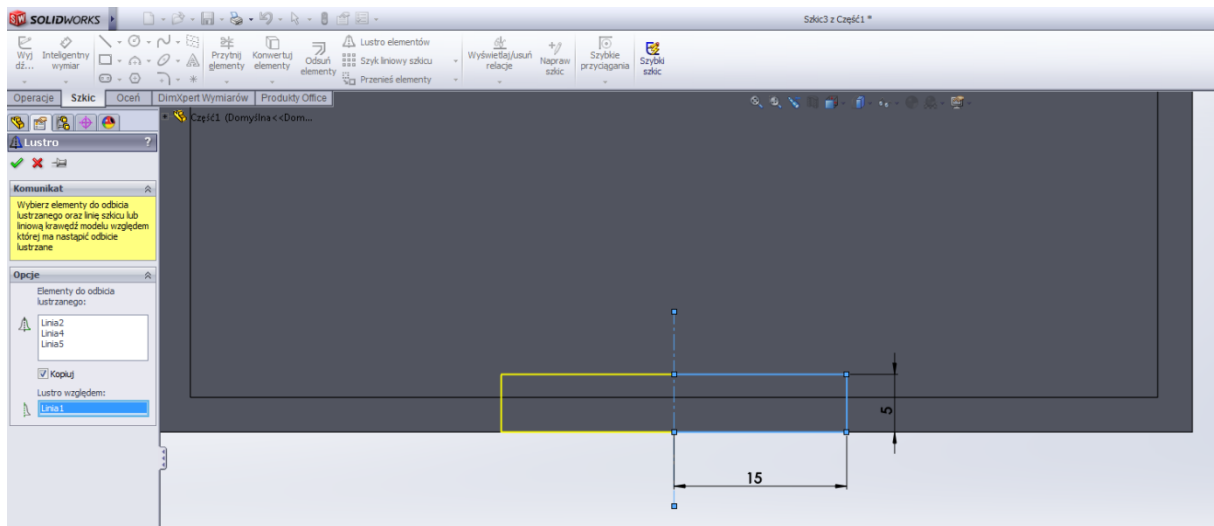 SOLIDWORKS
Szkic3 z Część1 *
Wyj
dź...
Inteligentny
wymiar
Przytnij
elementy
Konwertuj
elementy
Odsuń
elementy
Lustro elementów
Szyk liniowy szkicu
Przenieś elementy
Wyświetlaj/usuń
relacje
Napraw
szkic
Szybkie
przyciągania
Szybki
szkic
Operacje Szkic Oceń DimXpert Wymiarów Produkty Office
Część1 (Domyślna<<Dom...
Lustro ?
Komunikat
Wybierz elementy do odbicia
lustrzanego oraz linię szkicu lub
liniową krawędź modelu względem
której ma nastąpić odbicie
lustrzane
Opcje
Elementy do odbicia
lustrzanego:
Linia2
Linia4
Linia5
Kopiuj
Lustro względem:
Linia1
5
15